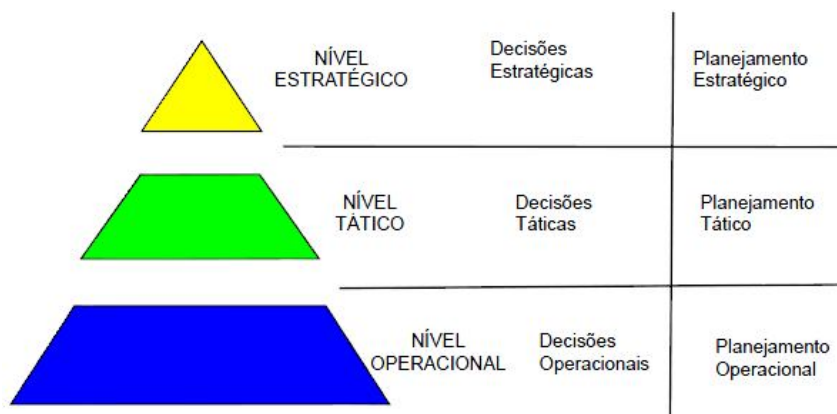 NÍVEL
ESTRATÉGICO
Decisões
Estratégicas
Planejamento
Estratégico
NÍVEL
TÁTICO
Decisões
Táticas
Planejamento
Tático
NÍVEL
OPERACIONAL
Decisões
Operacionais
Planejamento
Operacional